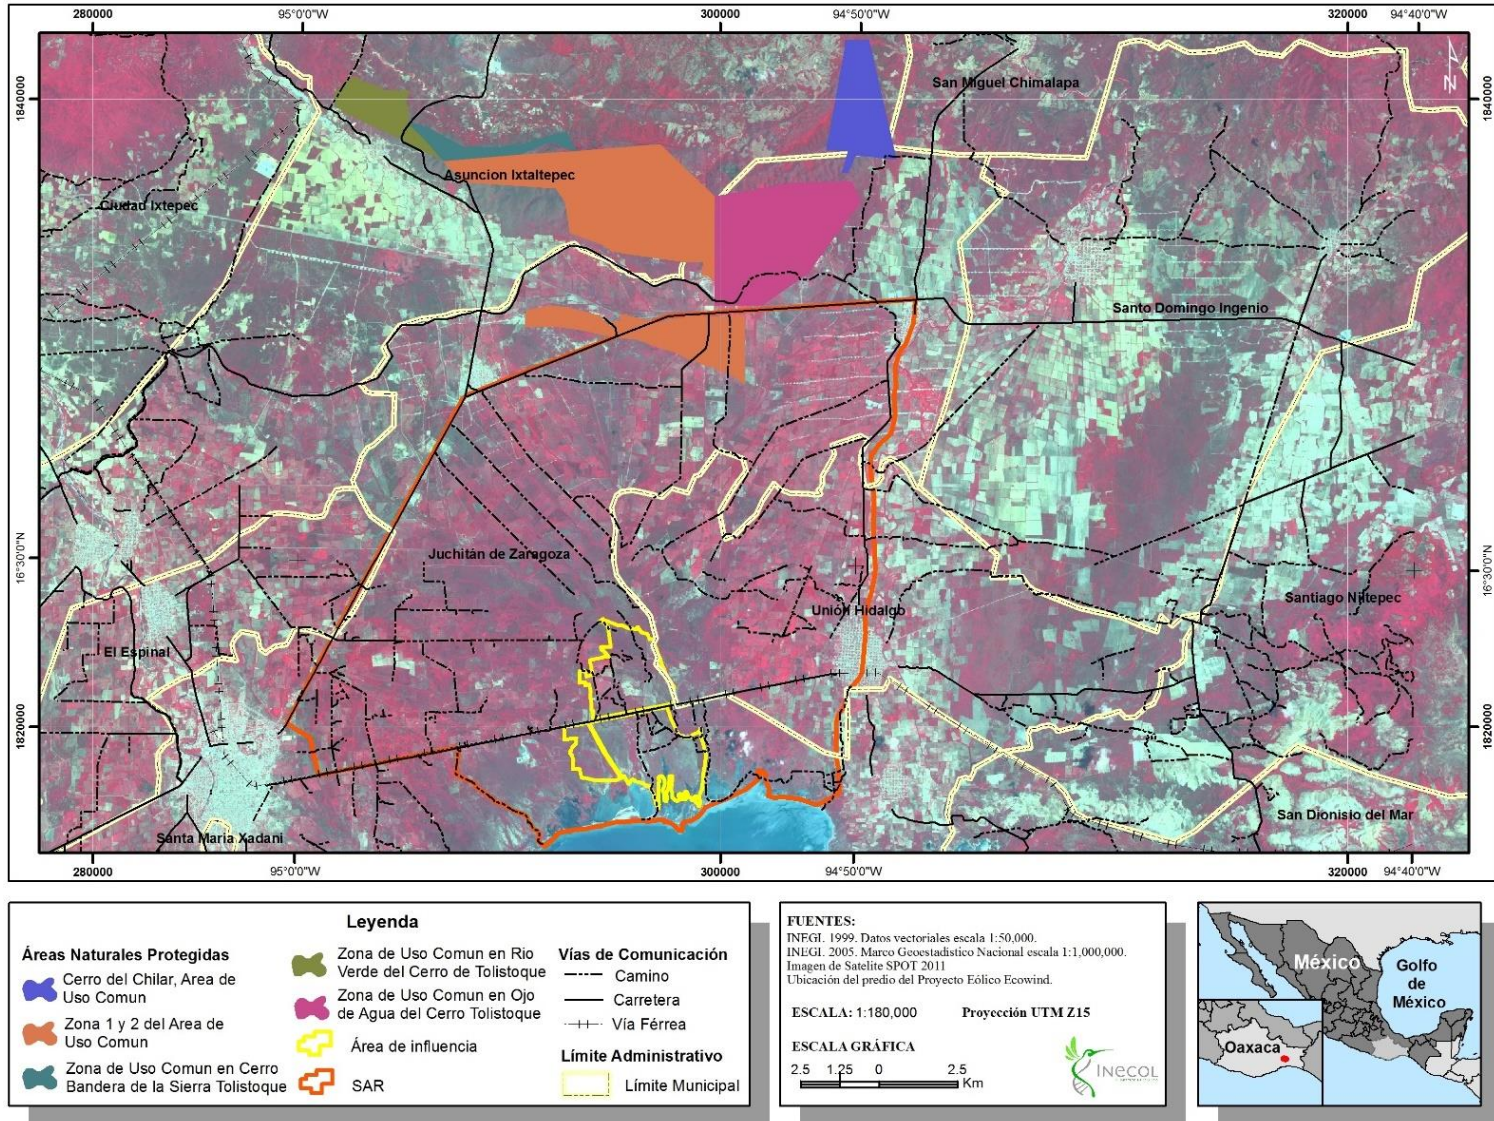 280000
95°0'0"W
300000
94°50'0"W
320000
94°40'0"W
1840000
San Miguel Chimalapa
N
1840000
Asuncion Ixtaltepec
Ciudad Ixtepec
Santo Domingo Ingenio
16°30'0"N
Juchitán de Zaragoza
16°30'0"N
Santiago Niltepec
Unión Hidalgo
El Espinal
1820000
1820000
San Dionisio del Mar
Santa Maria Xadani
280000
95°0'0"W
300000
94°50'0"W
320000
94°40'0"W
Leyenda
Áreas Naturales Protegidas
Cerro del Chilar, Area de
Uso Comun
Zona 1 y 2 del Area de
Uso Comun
Zona de Uso Comun en Cerro
Bandera de la Sierra Tolistoque
Zona de Uso Comun en Rio
Verde del Cerro de Tolistoque
Zona de Uso Comun en Ojo
de Agua del Cerro Tolistoque
Área de influencia
SAR
Vías de Comunicación
Camino
Carretera
Vía Férrea
Límite Administrativo
Límite Municipal
FUENTES:
INEGI. 1999. Datos vectoriales escala 1:50,000.
INEGI. 2005. Marco Geoestadistico Nacional escala 1:1,000,000.
Imagen de Satelite SPOT 2011
Ubicación del predio del Proyecto Eólico Ecowind.
ESCALA: 1:180,000 Proyección UTM Z15
ESCALA GRÁFICA
2.5 1.25 0 2.5
Km
INECOL
México
Golfo
de
México
Oaxaca